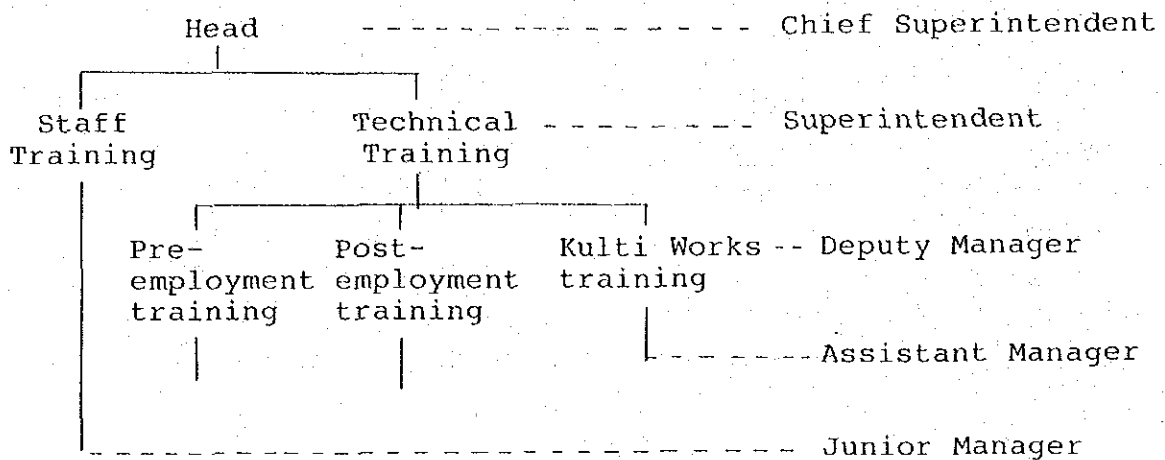 Head - - - - - - - - - - - - - - - Chief Superintendent
Staff Technical - - - - - - - - Superintendent
Training Training
Pre- Post- Kulti Works -- Deputy Manager
employment employment training
training training
- - - - - - - Assistant Manager
- - - - - - - - - - - - - - - - - - - - - - - - - - - Junior Manager